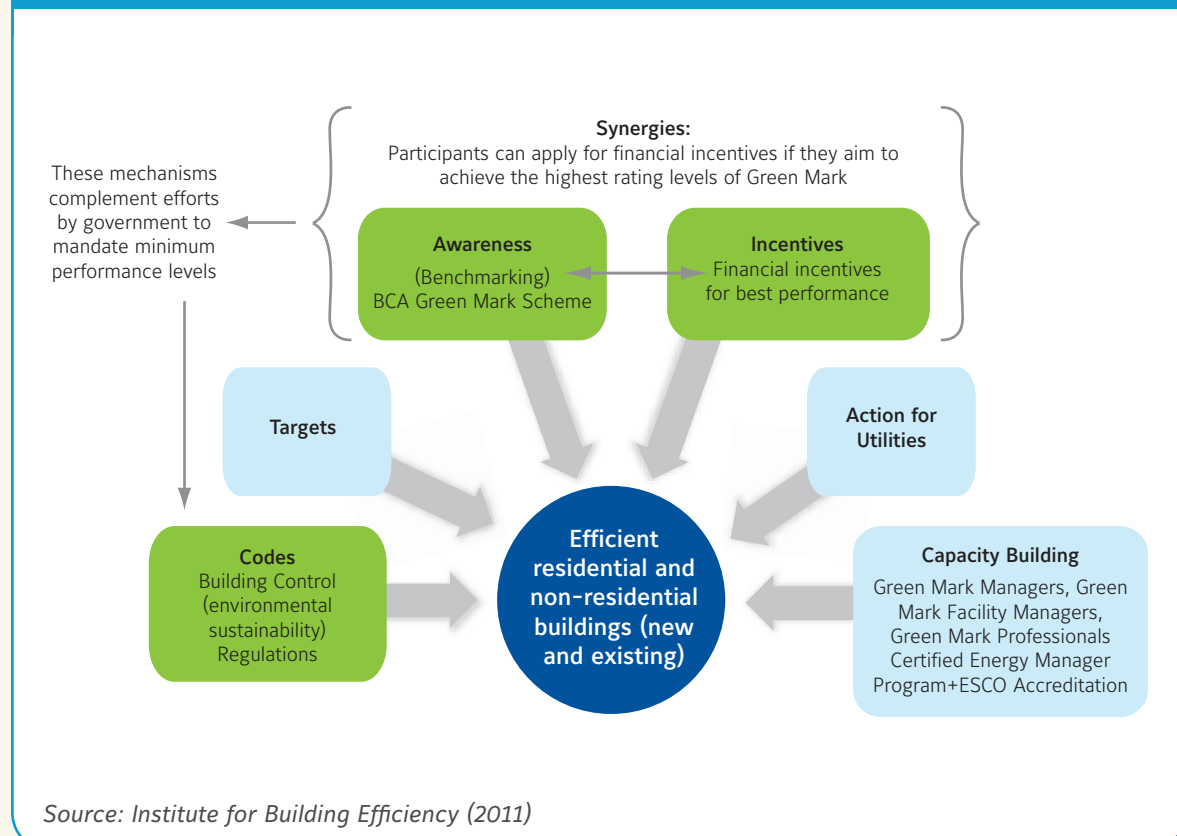 Synergies:
Participants can apply for financial incentives if they aim to
achieve the highest rating levels of Green Mark
These mechanisms
complement efforts
by government to
mandate minimum
performance levels
Awareness
(Benchmarking)
BCA Green Mark Scheme
Incentives
Financial incentives
for best performance
Targets
Action for
Utilities
Codes
Building Control
(environmental
sustainability)
Regulations
Efficient
residential and
non-residential
buildings (new
and existing)
Capacity Building
Green Mark Managers, Green
Mark Facility Managers,
Green Mark Professionals
Certified Energy Manager
Program+ESCO Accreditation
Source: Institute for Building Efficiency (2011)